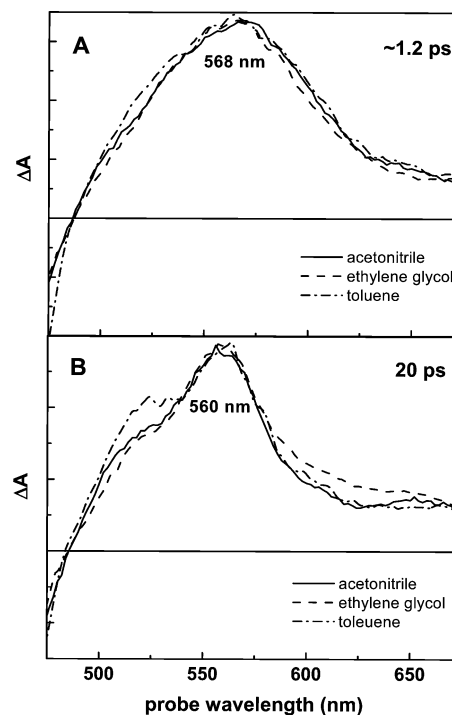 A
~1.2 ps
568 nm
ΔA
acetonitrile
ethylene glycol
toluene
B
20 ps
560 nm
ΔA
acetonitrile
ethylene glycol
toleuene
500 550 600 650
probe wavelength (nm)